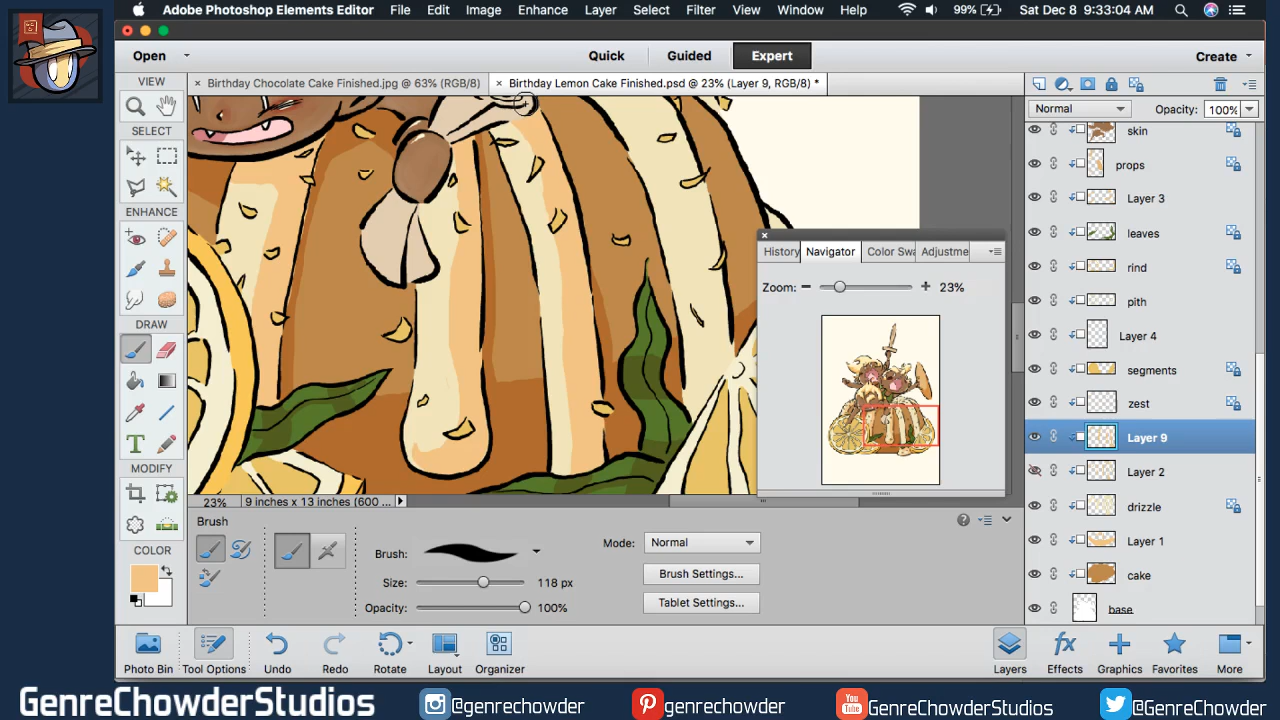 Adobe Photoshop Elements Editor File Edit Image Enhance Layer Select Filter View Window Help 99% Sat Dec 8 9:33:04 AM
Open Quick Guided Expert Create
VIEW
Birthday Chocolate Cake Finished.jpg @ 63% (RGB/8) Birthday Lemon Cake Finished.psd @ 23% (Layer 9, RGB/8) *
Normal Opacity: 100%
SELECT
ENHANCE
DRAW
MODIFY
COLOR
skin
props
Layer 3
leaves
rind
pith
Layer 4
segments
zest
Layer 9
Layer 2
drizzle
Layer 1
cake
base
History Navigator Color Swa Adjustme
Zoom: 23%
23% 9 inches x 13 inches (600 ...
Brush
Brush: Mode: Normal
Size: 118 px Brush Settings...
Opacity: 100% Tablet Settings...
Photo Bin Tool Options Undo Redo Rotate Layout Organizer Layers Effects Graphics Favorites More
GenreChowderStudios @genrechowder genrechowder GenreChowderStudios @GenreChowder